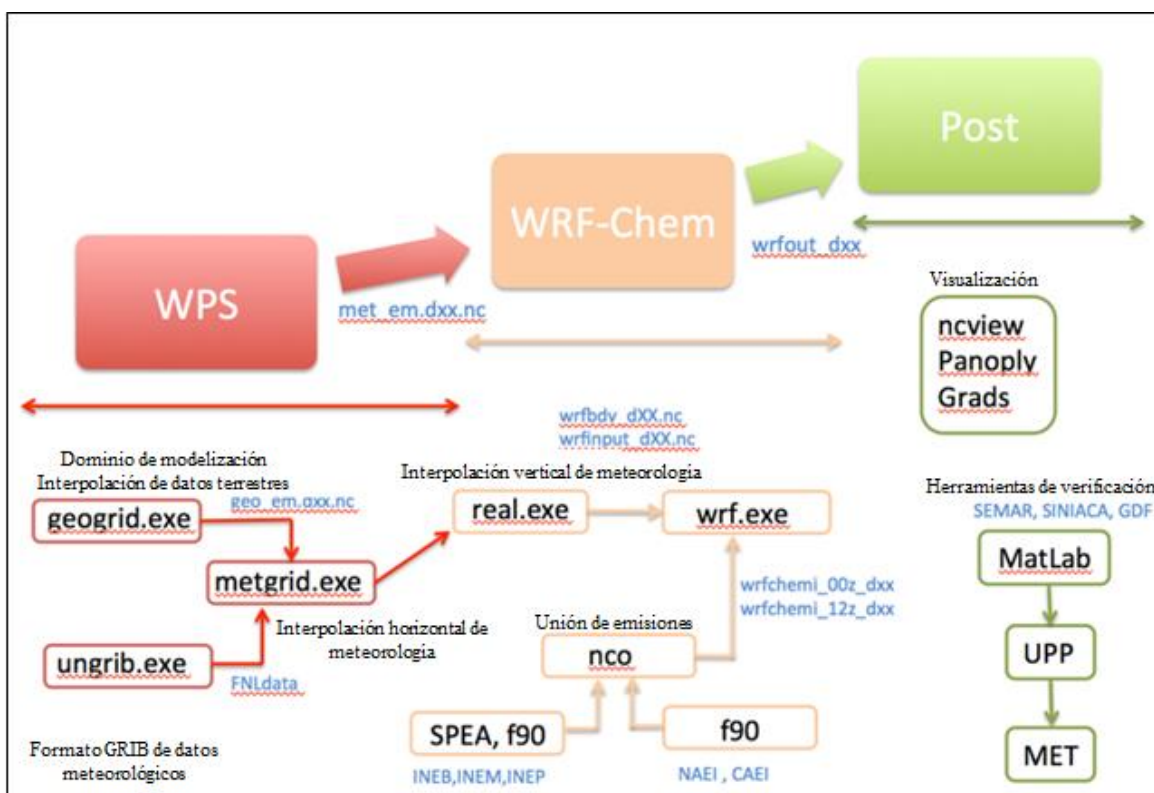 Post
WRF-Chem
wrfout_dxx
WPS
met_em.dxx.nc
Visualización
ncview
Panoply
Grads
wrfbdy_dXX.nc
wrfinput_dXX.nc
Dominio de modelización
Interpolación de datos terrestres
geo_em.dxx.nc
Interpolación vertical de meteorologia
geogrid.exe
real.exe
wrf.exe
Herramientas de verificación
SEMAR, SINIACA, GDF
metgrid.exe
MatLab
wrfchemi_00z_dxx
wrfchemi_12z_dxx
Interpolación horizontal de
meteorologia
Unión de emisiones
ungrib.exe
FNLdata
nco
UPP
SPEA, f90
f90
MET
Formato GRIB de datos
meteorológicos
INEB,INEM,INEP
NAEI , CAEI